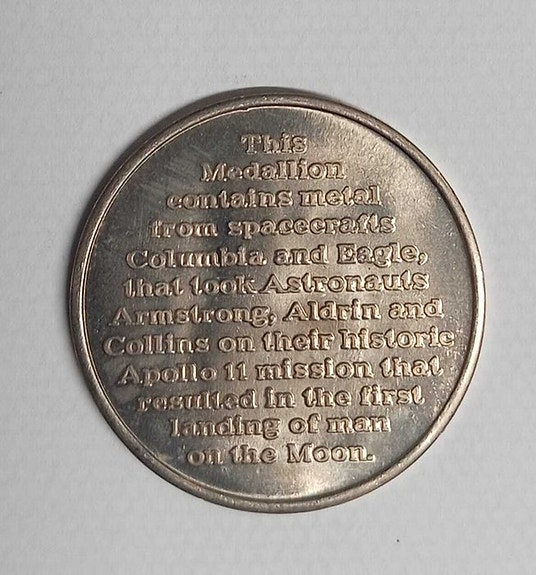 This
Medallion
contains metal
from spacecrafts
Columbia and Eagle,
that took Astronauts
Armstrong, Aldrin and
Collins on their historic
Apollo 11 mission that
resulted in the first
landing of man
on the Moon.